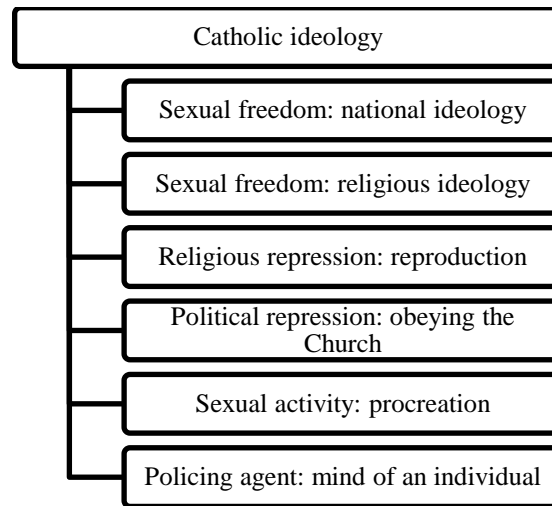 Catholic ideology
Sexual freedom: national ideology
Sexual freedom: religious ideology
Religious repression: reproduction
Political repression: obeying the
Church
Sexual activity: procreation
Policing agent: mind of an individual